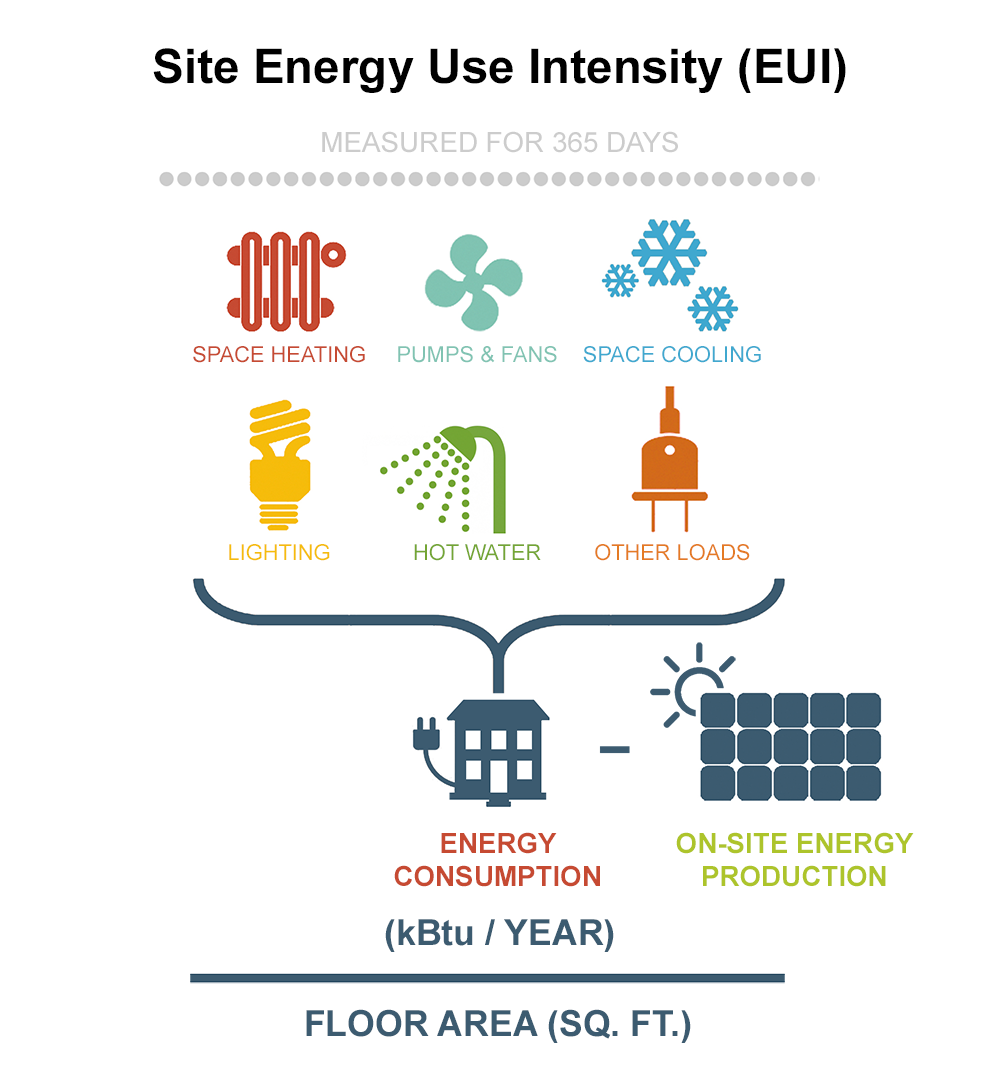 Site Energy Use Intensity (EUI)
MEASURED FOR 365 DAYS
SPACE HEATING
PUMPS & FANS
SPACE COOLING
LIGHTING
HOT WATER
OTHER LOADS
ENERGY
CONSUMPTION
ON-SITE ENERGY
PRODUCTION
(kBtu / YEAR)
FLOOR AREA (SQ. FT.)